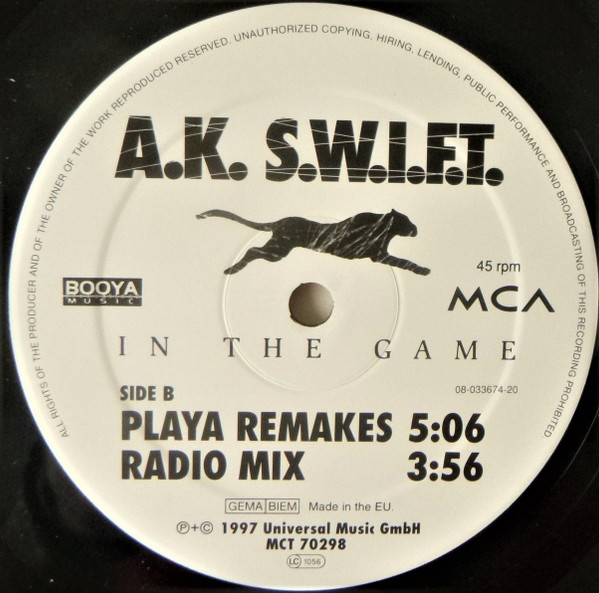 ALL RIGHTS OF THE PRODUCER AND OF THE OWNER OF THE WORK REPRODUCED RESERVED. UNAUTHORIZED COPYING, HIRING, LENDING, PUBLIC PERFORMANCE AND BROADCASTING OF THIS RECORDING PROHIBITED
A.K. S.W.I.F.T.
45 rpm
BOOYA
MUSIC
MCA
IN THE GAME
SIDE B
08-033674-20
PLAYA REMAKES 5:06
RADIO MIX 3:56
GEMA BIEM Made in the EU.
℗+© 1997 Universal Music GmbH
MCT 70298
LC 1056